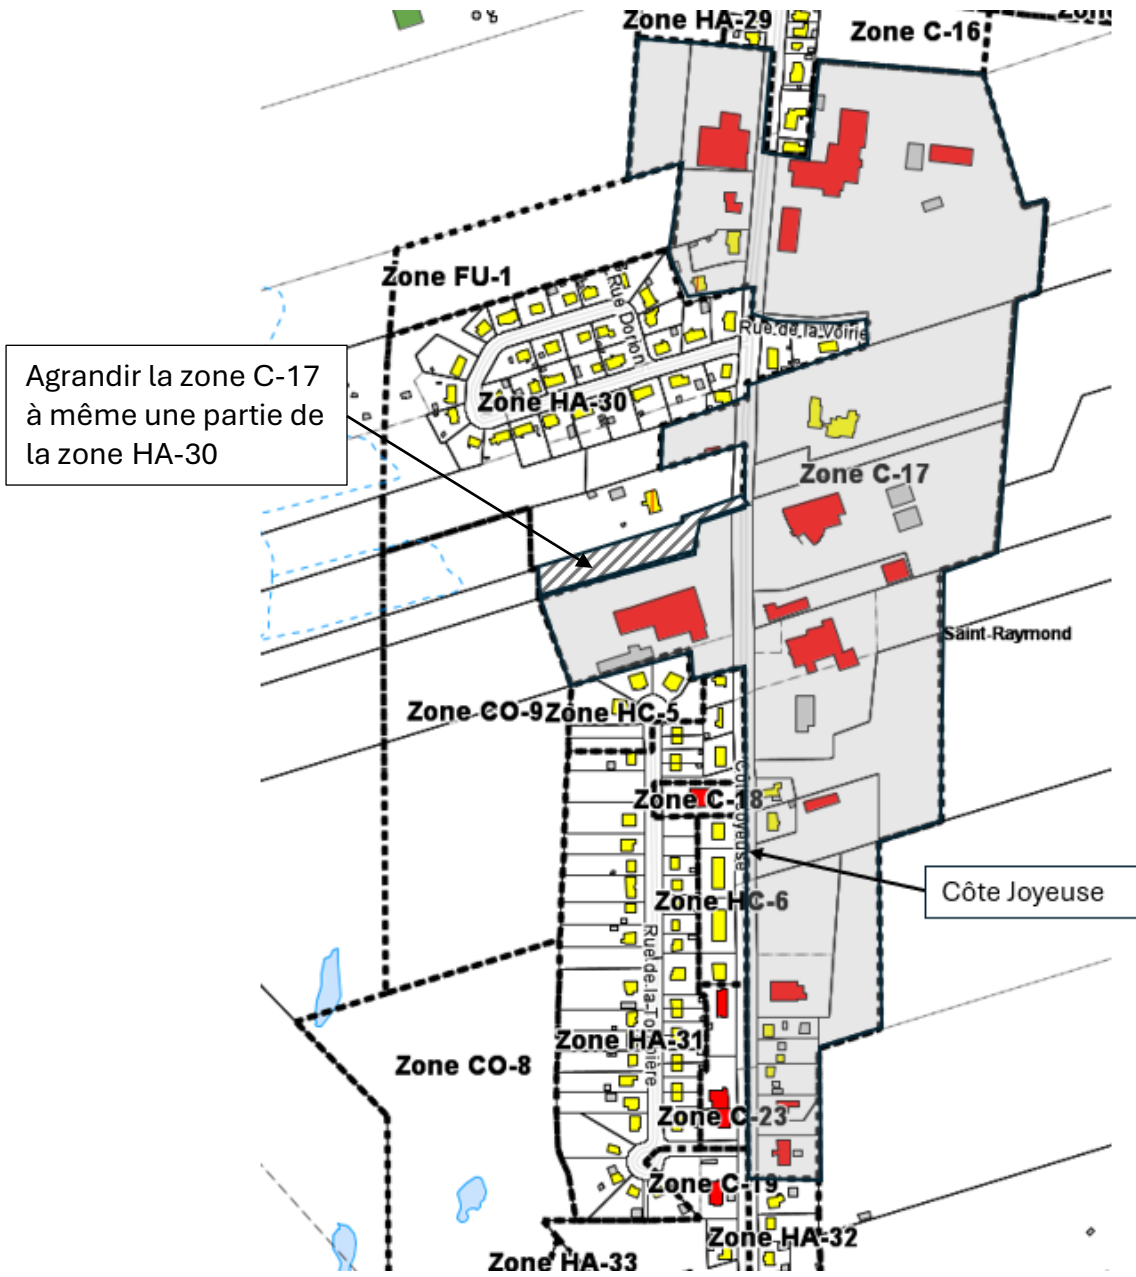 Zone HA-29
Zone C-16
Zone FU-1
Rue Dorion
Rue de la Voirie
Agrandir la zone C-17
à même une partie de
la zone HA-30
Zone HA-30
Zone C-17
Saint-Raymond
Zone CO-9
Zone HC-5
Zone C-18
Côte Joyeuse
Côte Joyeuse
Zone HC-6
Rue de la Tourbière
Zone HA-31
Zone CO-8
Zone C-23
Zone C-19
Zone HA-32
Zone HA-33